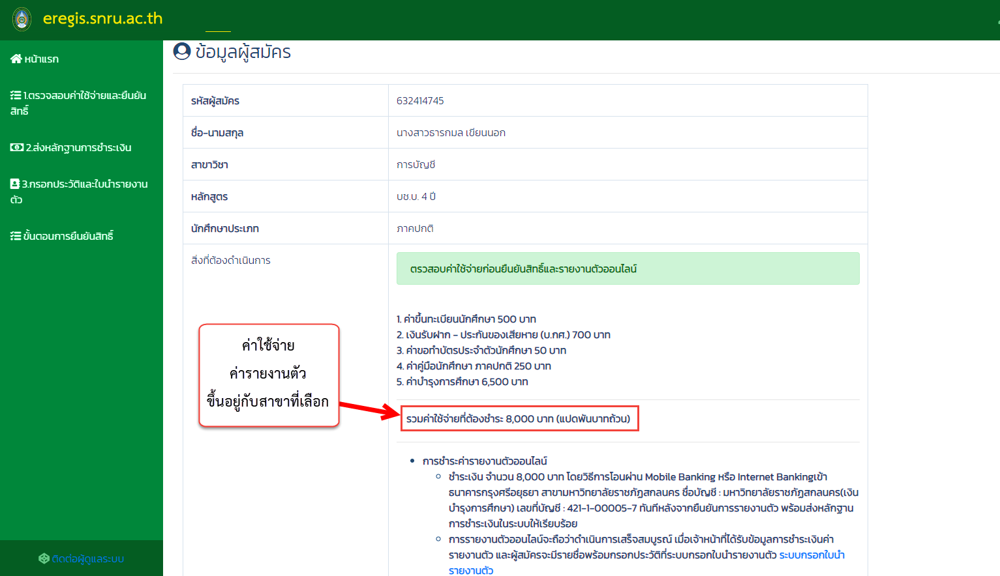 eregis.snru.ac.th
หน้าแรก
1.ตรวจสอบค่าใช้จ่ายและยืนยัน
สิทธิ์
2.ส่งหลักฐานการชำระเงิน
3.กรอกประวัติและใบนำรายงาน
ตัว
ขั้นตอนการยืนยันสิทธิ์
ติดต่อผู้ดูแลระบบ
ข้อมูลผู้สมัคร
รหัสผู้สมัคร 632414745
ชื่อ-นามสกุล นางสาวธารกมล เขียนนอก
สาขาวิชา การบัญชี
หลักสูตร บช.บ. 4 ปี
นักศึกษาประเภท ภาคปกติ
สิ่งที่ต้องดำเนินการ
ตรวสอบค่าใช้จ่ายก่อนยืนยันสิทธิ์และรายงานตัวออนไลน์
1. ค่าขึ้นทะเบียนนักศึกษา 500 บาท
2. เงินรับฝาก - ประกันของเสียหาย (บ.กศ.) 700 บาท
3. ค่าขอทำบัตรประจำตัวนักศึกษา 50 บาท
4. ค่าคู่มือนักศึกษา ภาคปกติ 250 บาท
5. ค่าบำรุงการศึกษา 6,500 บาท
ค่าใช้จ่าย
ค่ารายงานตัว
ขึ้นอยู่กับสาขาที่เลือก
รวมค่าใช้จ่ายที่ต้องชำระ 8,000 บาท (แปดพันบาทถ้วน)
การชำระค่ารายงานตัวออนไลน์
ชำระเงิน จำนวน 8,000 บาท โดยวิธีการโอนผ่าน Mobile Banking หรือ Internet Bankingเข้า
ธนาคารกรุงศรีอยุธยา สาขามหาวิทยาลัยราชภัฏสกลนคร ชื่อบัญชี : มหาวิทยาลัยราชภัฏสกลนคร(เงิน
บำรุงการศึกษา) เลขที่บัญชี : 421-1-00005-7 ทันทีหลังจากยืนยันการรายงานตัว พร้อมส่งหลักฐาน
การชำระเงินในระบบให้เรียบร้อย
การรายงานตัวออนไลน์จะถือว่าดำเนินการเสร็จสมบูรณ์ เมื่อเจ้าหน้าที่ได้รับข้อมูลการชำระเงินค่า
รายงานตัว และผู้สมัครจะมีรายชื่อพร้อมกรอกประวัติที่ระบบกรอกใบนำรายงานตัว ระบบกรอกใบนำ
รายงานตัว